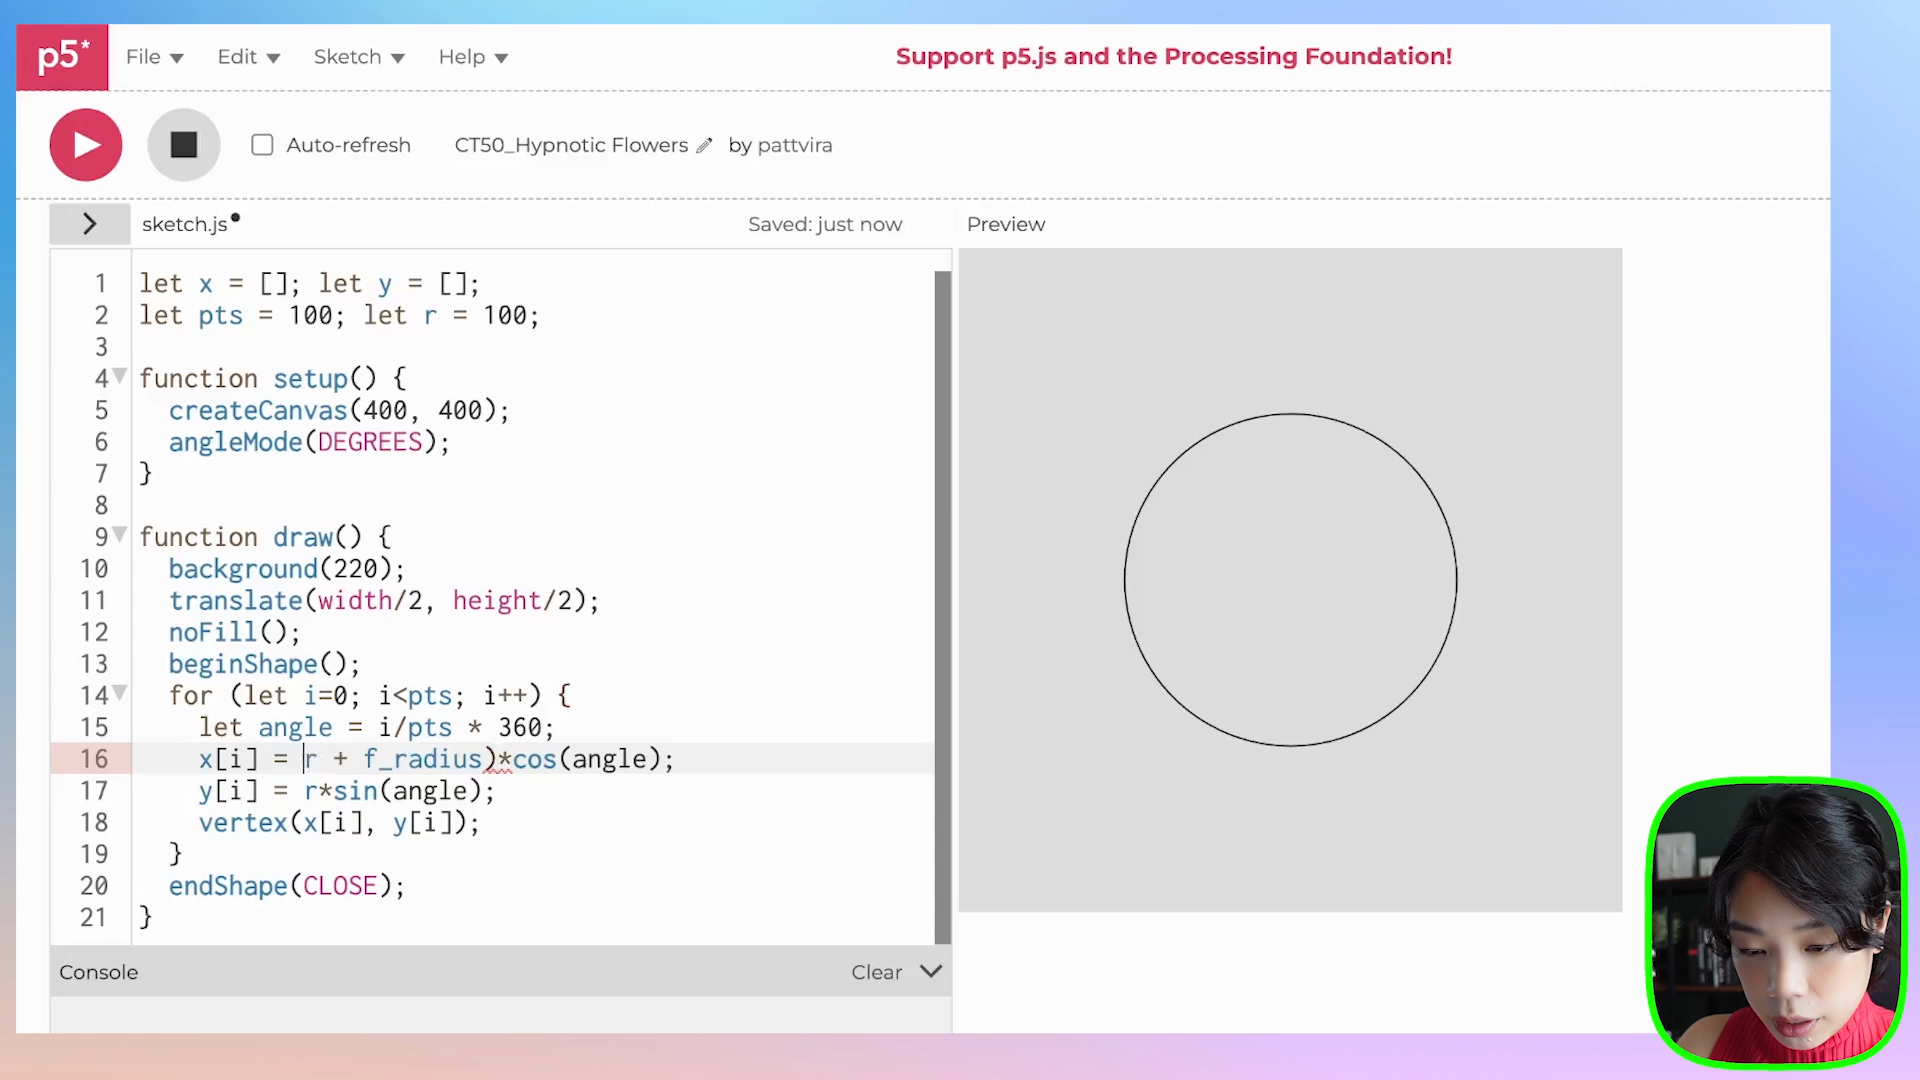 p5* File Edit Sketch Help Support p5.js and the Processing Foundation!
Auto-refresh CT50_Hypnotic Flowers by pattvira
sketch.js Saved: just now Preview
1 let x = []; let y = [];
2 let pts = 100; let r = 100;
3
4 function setup() {
5 createCanvas(400, 400);
6 angleMode(DEGREES);
7 }
8
9 function draw() {
10 background(220);
11 translate(width/2, height/2);
12 noFill();
13 beginShape();
14 for (let i=0; i<pts; i++) {
15 let angle = i/pts * 360;
16 x[i] = r + f_radius)*cos(angle);
17 y[i] = r*sin(angle);
18 vertex(x[i], y[i]);
19 }
20 endShape(CLOSE);
21 }
Console Clear